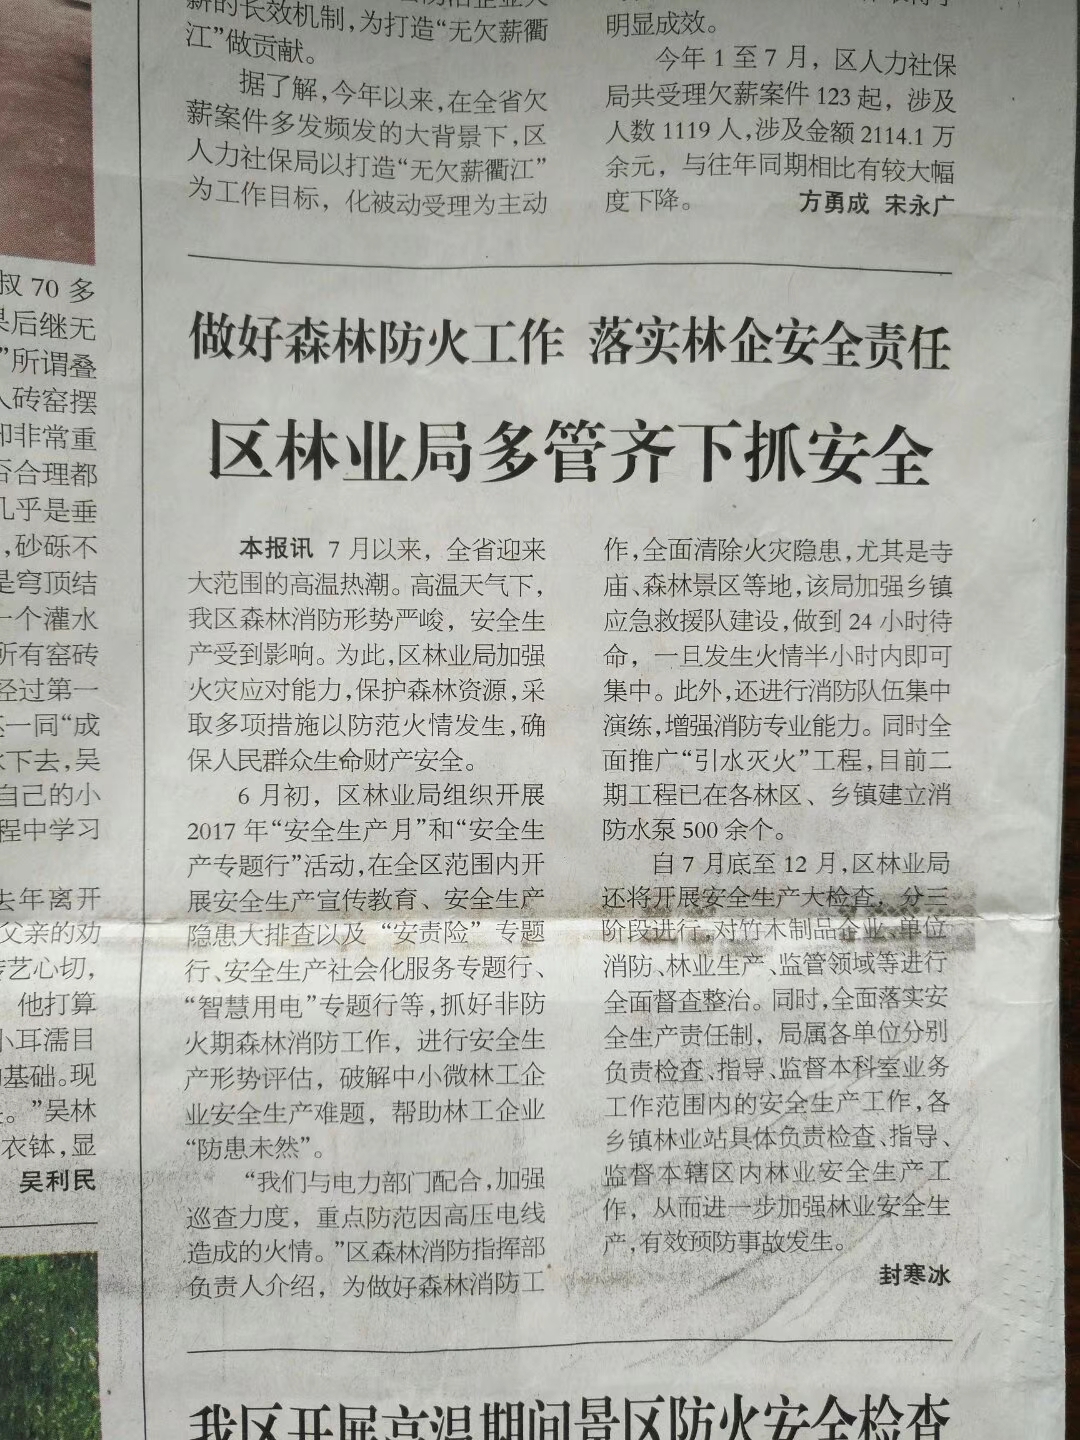 新的长效机制，为打造“无欠薪衢
江”做贡献。
据了解，今年以来，在全省欠
薪案件多发频发的大背景下，区
人力社保局以打造“无欠薪衢江”
为工作目标，化被动受理为主动
明显成效。
今年 1 至 7 月，区人力社保
局共受理欠薪案件 123 起，涉及
人数 1119 人，涉及金额 2114.1 万
余元，与往年同期相比有较大幅
度下降。 方勇成 宋永广
叔 70 多
果后继无
”所谓叠
人砖窑摆
却非常重
否合理都
几乎是垂
，砂砾不
是穹顶结
一个灌水
所有窑砖
经过第一
一同“成
下去，吴
自己的小
程中学习
去年离开
父亲的劝
艺心切，
他打算
小耳濡目
基础。现
。”吴林
衣钵，显
吴利民
做好森林防火工作 落实林企安全责任
区林业局多管齐下抓安全
本报讯 7 月以来，全省迎来
大范围的高温热潮。高温天气下，
我区森林消防形势严峻，安全生
产受到影响。为此，区林业局加强
火灾应对能力，保护森林资源，采
取多项措施以防范火情发生，确
保人民群众生命财产安全。
6 月初，区林业局组织开展
2017 年“安全生产月”和“安全生
产专题行”活动，在全区范围内开
展安全生产宣传教育、安全生产
隐患大排查以及“安责险”专题
行、安全生产社会化服务专题行、
“智慧用电”专题行等，抓好非防
火期森林消防工作，进行安全生
产形势评估，破解中小微林工企
业安全生产难题，帮助林工企业
“防患未然”。
“我们与电力部门配合，加强
巡查力度，重点防范因高压电线
造成的火情。”区森林消防指挥部
负责人介绍，为做好森林消防工
作，全面清除火灾隐患，尤其是寺
庙、森林景区等地，该局加强乡镇
应急救援队建设，做到 24 小时待
命，一旦发生火情半小时内即可
集中。此外，还进行消防队伍集中
演练，增强消防专业能力。同时全
面推广“引水灭火”工程，目前二
期工程已在各林区、乡镇建立消
防水泵 500 余个。
自 7 月底至 12 月，区林业局
还将开展安全生产大检查，分三
阶段进行，对竹木制品企业、单位
消防、林业生产、监管领域等进行
全面督查整治。同时，全面落实安
全生产责任制，局属各单位分别
负责检查、指导、监督本科室业务
工作范围内的安全生产工作，各
乡镇林业站具体负责检查、指导、
监督本辖区内林业安全生产工
作，从而进一步加强林业安全生
产，有效预防事故发生。
封寒冰
我区开展高温期间景区防火安全检查